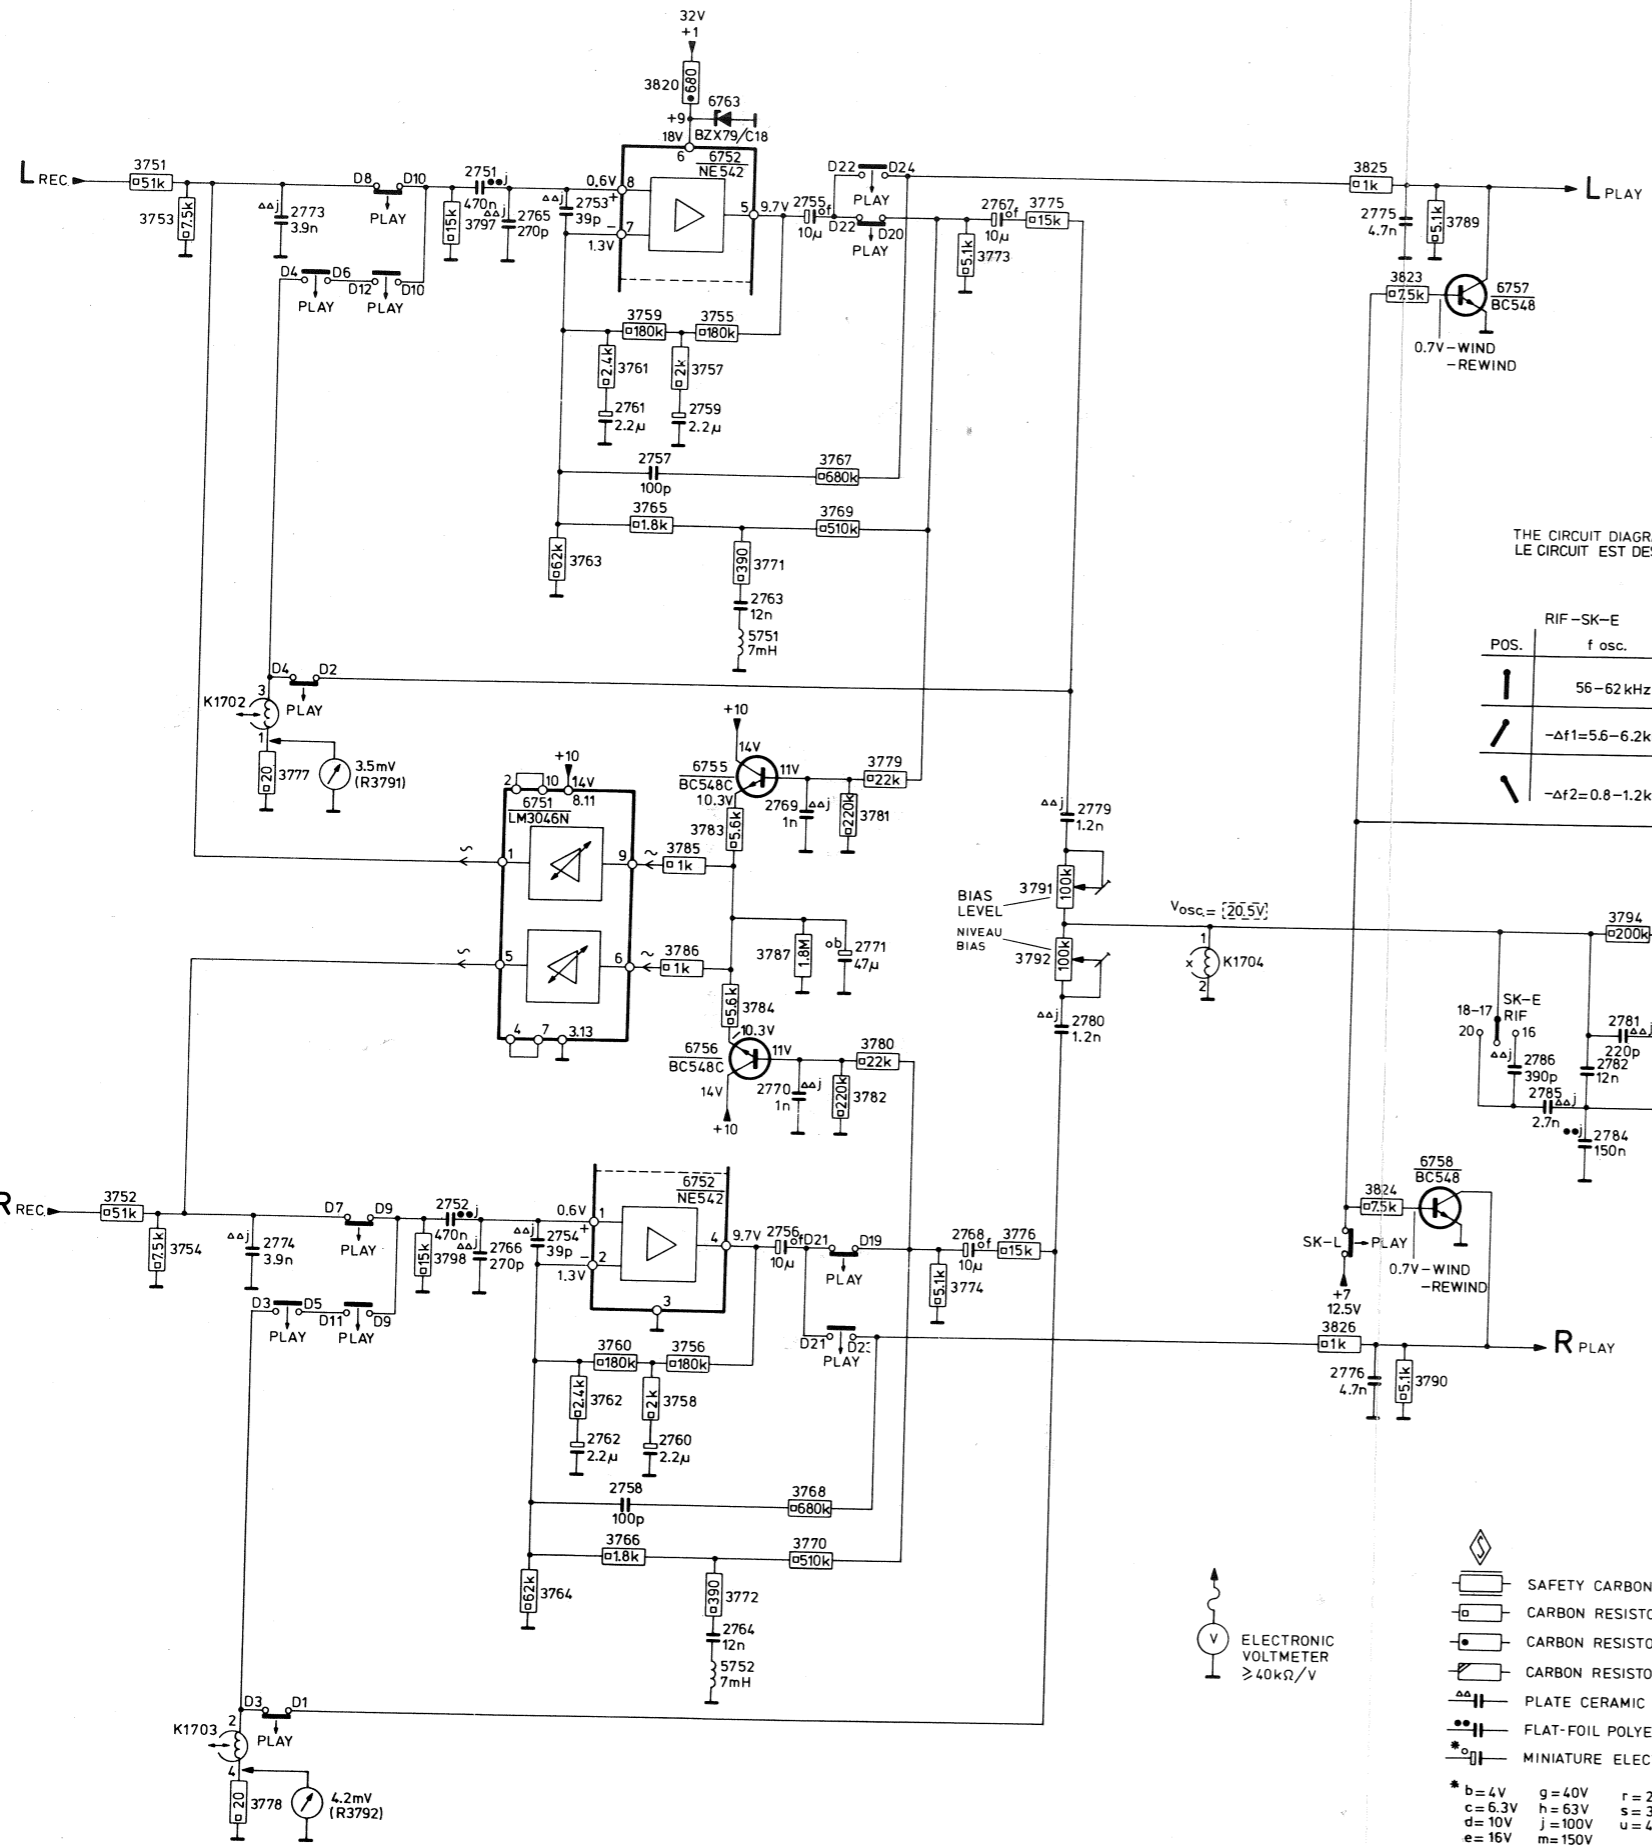 32V
+1
3820
680
6763
+9
BZX79/C18
18V
6
6752
NE542
L REC.
3751
51k
3753
7.5k
2773
3.9n
D8
D10
PLAY
2751
470n
15k
3797
2765
270p
0.6V
8
2753
39p
+
−
7
1.3V
5
9.7V
2755
10µ
D22
D24
PLAY
D22
D20
PLAY
2767
10µ
3775
15k
5.1k
3773
3825
1k
L PLAY
2775
4.7n
5.1k
3789
3823
7.5k
6757
BC548
0.7V–WIND
–REWIND
D4
D6
D12
D10
PLAY
PLAY
3759
180k
3755
180k
2.4k
3761
2k
3757
2761
2.2µ
2759
2.2µ
2757
100p
3767
680k
3765
1.8k
3769
510k
62k
3763
390
3771
2763
12n
5751
7mH
THE CIRCUIT DIAGR
LE CIRCUIT EST DE
RIF–SK–E
POS.
f osc.
56–62kHz
–Δf1=5.6–6.2k
–Δf2=0.8–1.2k
D4
D2
PLAY
K1702
3
1
20
3777
3.5mV
(R3791)
+10
14V
6755
BC548C
10.3V
11V
3779
22k
2769
1n
220k
3781
+10
2
10
14V
8.11
6751
LM3046N
3783
5.6k
1
9
3785
1k
5
6
3786
1k
3787
1.8M
2771
47µ
4
7
3.13
5.6k
3784
10.3V
6756
BC548C
11V
3780
22k
14V
2770
1n
220k
3782
+10
2779
1.2n
3791
100k
BIAS
LEVEL
NIVEAU
BIAS
3792
100k
2780
1.2n
Vosc.= 20.5V
1
K1704
x
2
3794
200k
SK–E
RIF
18–17
20
16
2786
390p
2785
2.7n
2781
220p
2782
12n
2784
150n
R REC.
3752
51k
7.5k
3754
2774
3.9n
D7
D9
PLAY
2752
470n
15k
3798
2766
270p
0.6V
1
+
2754
39p
−
2
1.3V
6752
NE542
4
9.7V
3
2756
10µ
D21
D19
PLAY
2768
10µ
3776
15k
5.1k
3774
D21
PLAY
D3
D5
D11
D9
PLAY
PLAY
6758
BC548
3824
7.5k
SK–L
PLAY
0.7V–WIND
–REWIND
+7
12.5V
3826
1k
R PLAY
2776
4.7n
5.1k
3790
3760
180k
3756
180k
2.4k
3762
2k
3758
2762
2.2µ
2760
2.2µ
2758
100p
3768
680k
3766
1.8k
3770
510k
62k
3764
390
3772
2764
12n
5752
7mH
D3
D1
PLAY
K1703
2
4
20
3778
4.2mV
(R3792)
V
ELECTRONIC
VOLTMETER
≥40kΩ/V
S
SAFETY CARBON
CARBON RESISTO
CARBON RESISTO
CARBON RESISTO
PLATE CERAMIC
FLAT-FOIL POLYE
MINIATURE ELEC
* b=4V g=40V r=2
c=6.3V h=63V s=3
d=10V j=100V u=4
e=16V m=150V